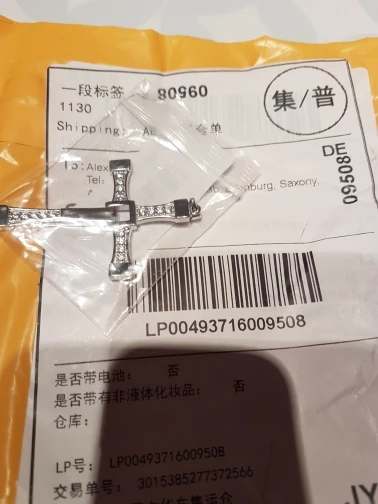 一段标签 09508
集/普
1130
Shipping:
DE
To: Alex
Tel:
burg, Saxony.
09508
LP00493716009508
是否带电池: 否
是否带有非液体化妆品: 否
仓库:
LP号: LP00493716009508
交易单号: 3015385277372566